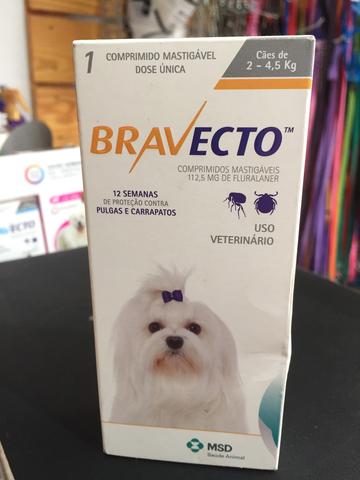 1 COMPRIMIDO MASTIGÁVEL
DOSE ÚNICA
Cães de
2 - 4,5 Kg
BRAVECTO™
COMPRIMIDOS MASTIGÁVEIS
112,5 MG DE FLURALANER
12 SEMANAS
DE PROTEÇÃO CONTRA
PULGAS E CARRAPATOS
USO
VETERINÁRIO
MSD
Saúde Animal
ECTO